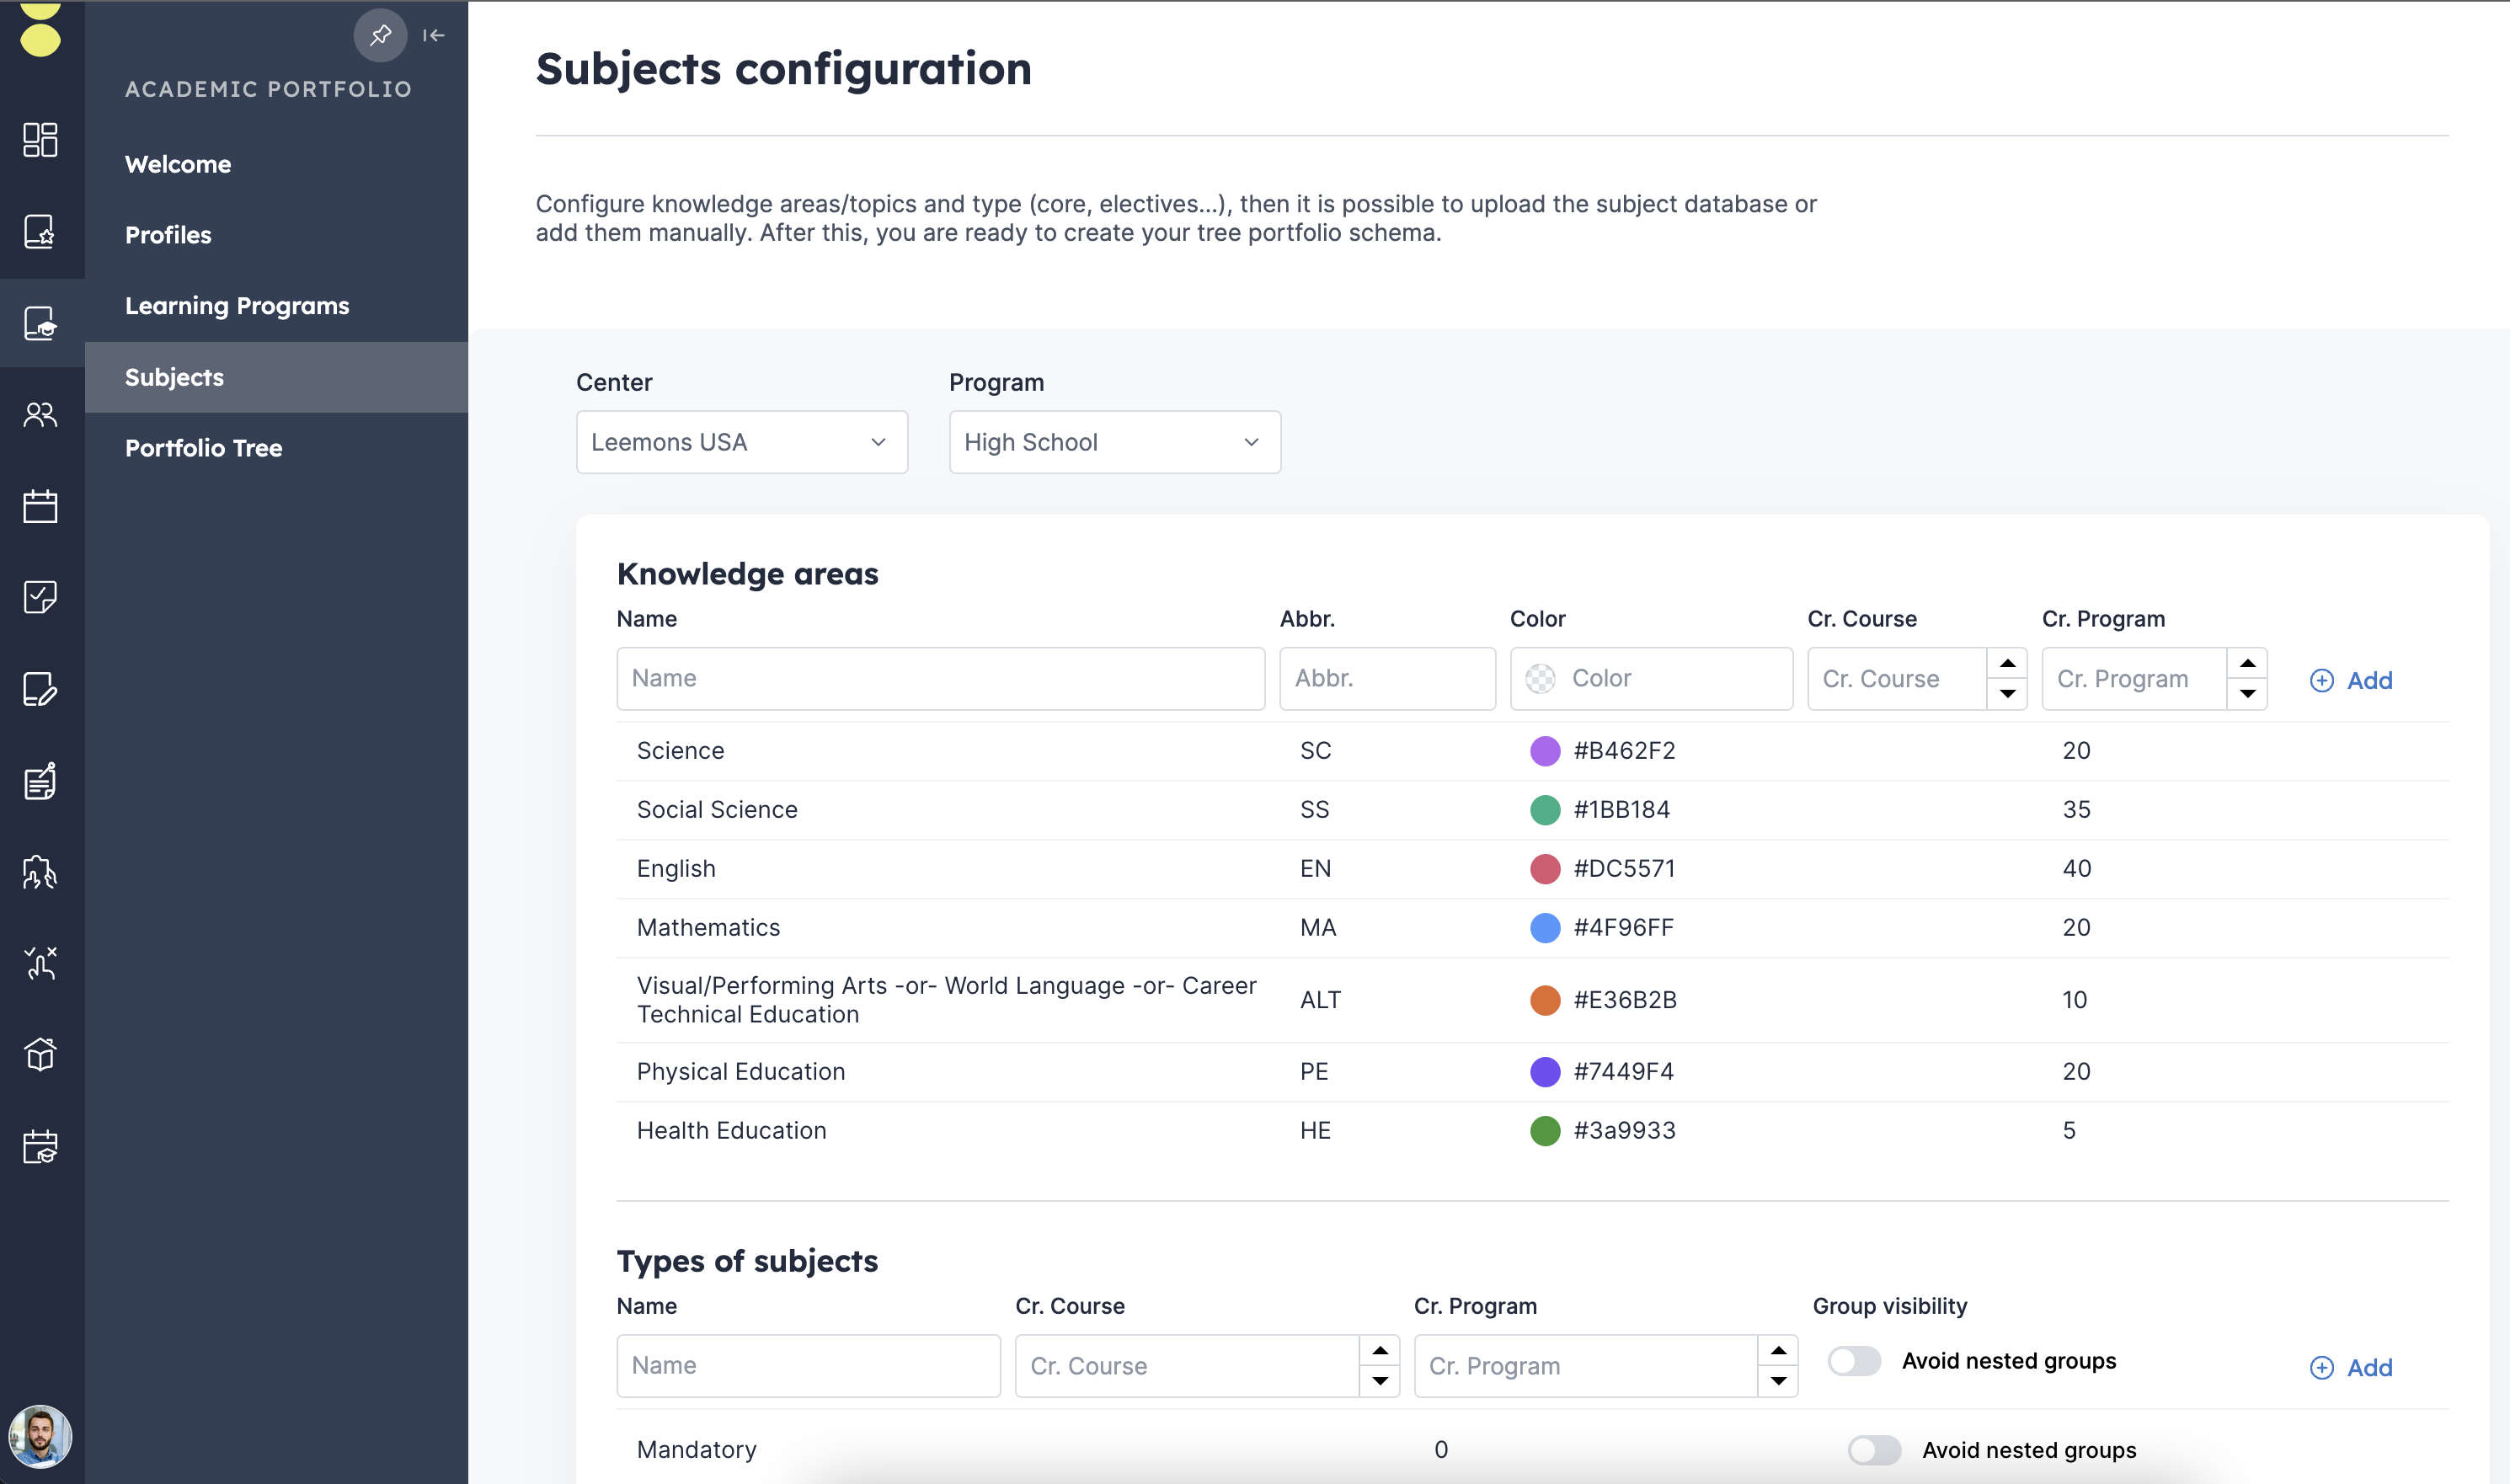 ACADEMIC PORTFOLIO
Welcome
Profiles
Learning Programs
Subjects
Portfolio Tree
Subjects configuration
Configure knowledge areas/topics and type (core, electives...), then it is possible to upload the subject database or
add them manually. After this, you are ready to create your tree portfolio schema.
Center Program
Leemons USA High School
Knowledge areas
Name Abbr. Color Cr. Course Cr. Program
Name Abbr. Color Cr. Course Cr. Program Add
Science SC #B462F2 20
Social Science SS #1BB184 35
English EN #DC5571 40
Mathematics MA #4F96FF 20
Visual/Performing Arts -or- World Language -or- Career
Technical Education ALT #E36B2B 10
Physical Education PE #7449F4 20
Health Education HE #3a9933 5
Types of subjects
Name Cr. Course Cr. Program Group visibility
Name Cr. Course Cr. Program Avoid nested groups Add
Mandatory 0 Avoid nested groups